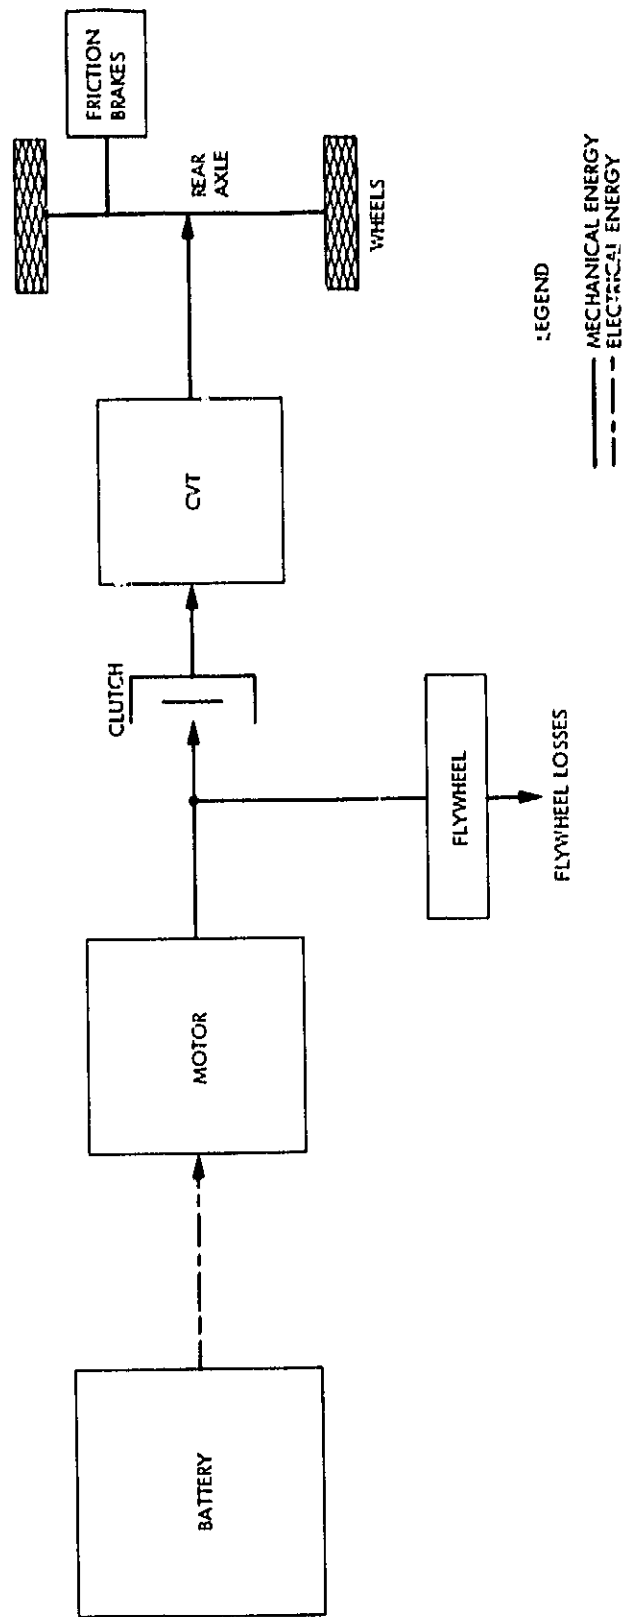 BATTERY
MOTOR
FLYWHEEL
FLYWHEEL LOSSES
CLUTCH
CVT
REAR
AXLE
WHEELS
FRICTION
BRAKES
LEGEND
MECHANICAL ENERGY
ELECTRICAL ENERGY